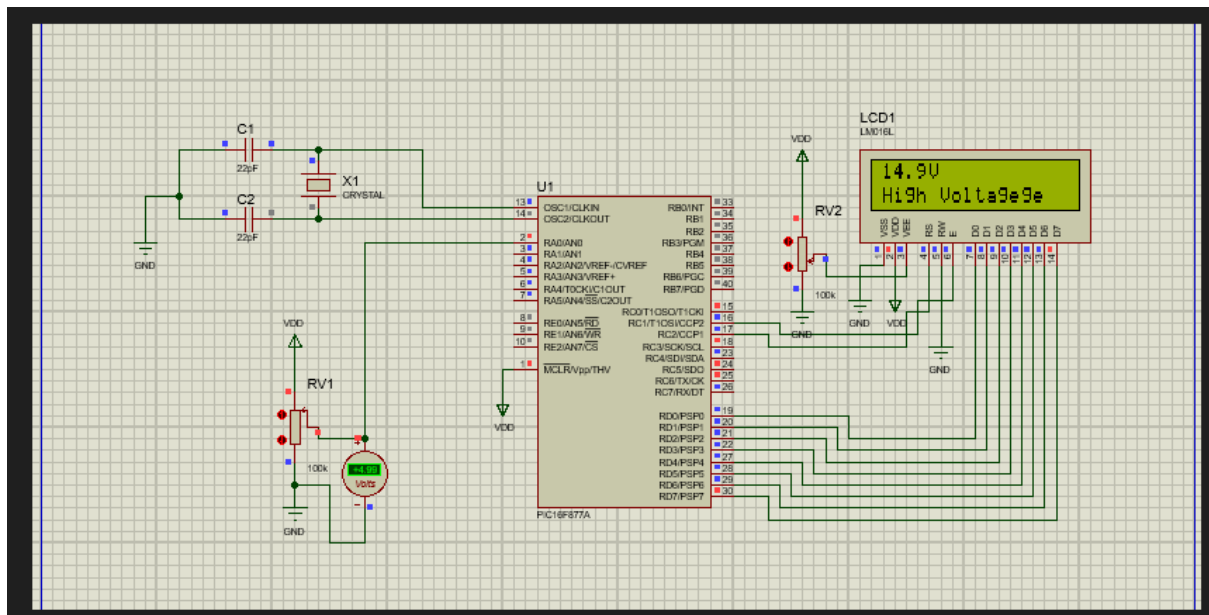 C1
22pF
C2
22pF
X1
CRYSTAL
GND
VDD
RV1
100k
GND
+4.99
Volts
+
-
U1
13 OSC1/CLKIN
14 OSC2/CLKOUT
2 RA0/AN0
3 RA1/AN1
4 RA2/AN2/VREF-/CVREF
5 RA3/AN3/VREF+
6 RA4/T0CKI/C1OUT
7 RA5/AN4/SS/C2OUT
8 RE0/AN5/RD
9 RE1/AN6/WR
10 RE2/AN7/CS
1 MCLR/Vpp/THV
VDD
RB0/INT 33
RB1 34
RB2 35
RB3/PGM 36
RB4 37
RB5 38
RB6/PGC 39
RB7/PGD 40
RC0/T1OSO/T1CKI 15
RC1/T1OSI/CCP2 16
RC2/CCP1 17
RC3/SCK/SCL 18
RC4/SDI/SDA 23
RC5/SDO 24
RC6/TX/CK 25
RC7/RX/DT 26
RD0/PSP0 19
RD1/PSP1 20
RD2/PSP2 21
RD3/PSP3 22
RD4/PSP4 27
RD5/PSP5 28
RD6/PSP6 29
RD7/PSP7 30
PIC16F877A
VDD
RV2
100k
GND
LCD1
LM016L
14.9V
High Voltagegege
VSS VDD VEE RS RW E D0 D1 D2 D3 D4 D5 D6 D7
1 2 3 4 5 6 7 8 9 10 11 12 13 14
GND
VDD
GND